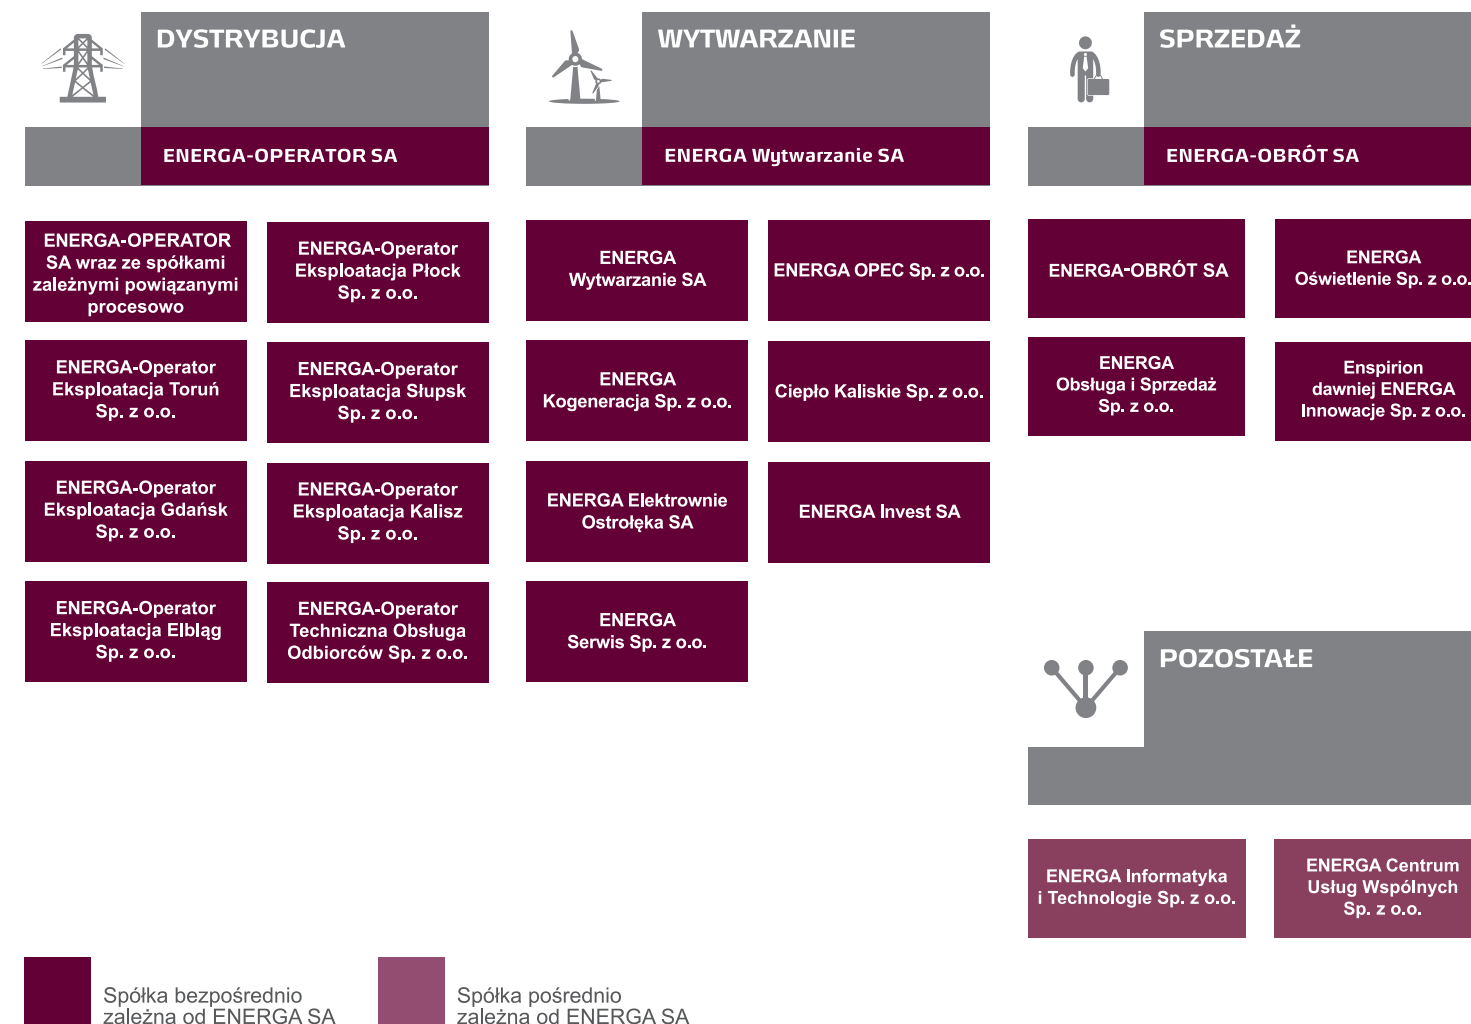 DYSTRYBUCJA
ENERGA-OPERATOR SA
ENERGA-OPERATOR
SA wraz ze spółkami
zależnymi powiązanymi
procesowo
ENERGA-Operator
Eksploatacja Płock
Sp. z o.o.
ENERGA-Operator
Eksploatacja Toruń
Sp. z o.o.
ENERGA-Operator
Eksploatacja Słupsk
Sp. z o.o.
ENERGA-Operator
Eksploatacja Gdańsk
Sp. z o.o.
ENERGA-Operator
Eksploatacja Kalisz
Sp. z o.o.
ENERGA-Operator
Eksploatacja Elbląg
Sp. z o.o.
ENERGA-Operator
Techniczna Obsługa
Odbiorców Sp. z o.o.
WYTWARZANIE
ENERGA Wytwarzanie SA
ENERGA
Wytwarzanie SA
ENERGA OPEC Sp. z o.o.
ENERGA
Kogeneracja Sp. z o.o.
Ciepło Kaliskie Sp. z o.o.
ENERGA Elektrownie
Ostrołęka SA
ENERGA Invest SA
ENERGA
Serwis Sp. z o.o.
SPRZEDAŻ
ENERGA-OBRÓT SA
ENERGA-OBRÓT SA
ENERGA
Oświetlenie Sp. z o.o.
ENERGA
Obsługa i Sprzedaż
Sp. z o.o.
Enspirion
dawniej ENERGA
Innowacje Sp. z o.o.
POZOSTAŁE
ENERGA Informatyka
i Technologie Sp. z o.o.
ENERGA Centrum
Usług Wspólnych
Sp. z o.o.
Spółka bezpośrednio
zależna od ENERGA SA
Spółka pośrednio
zależna od ENERGA SA